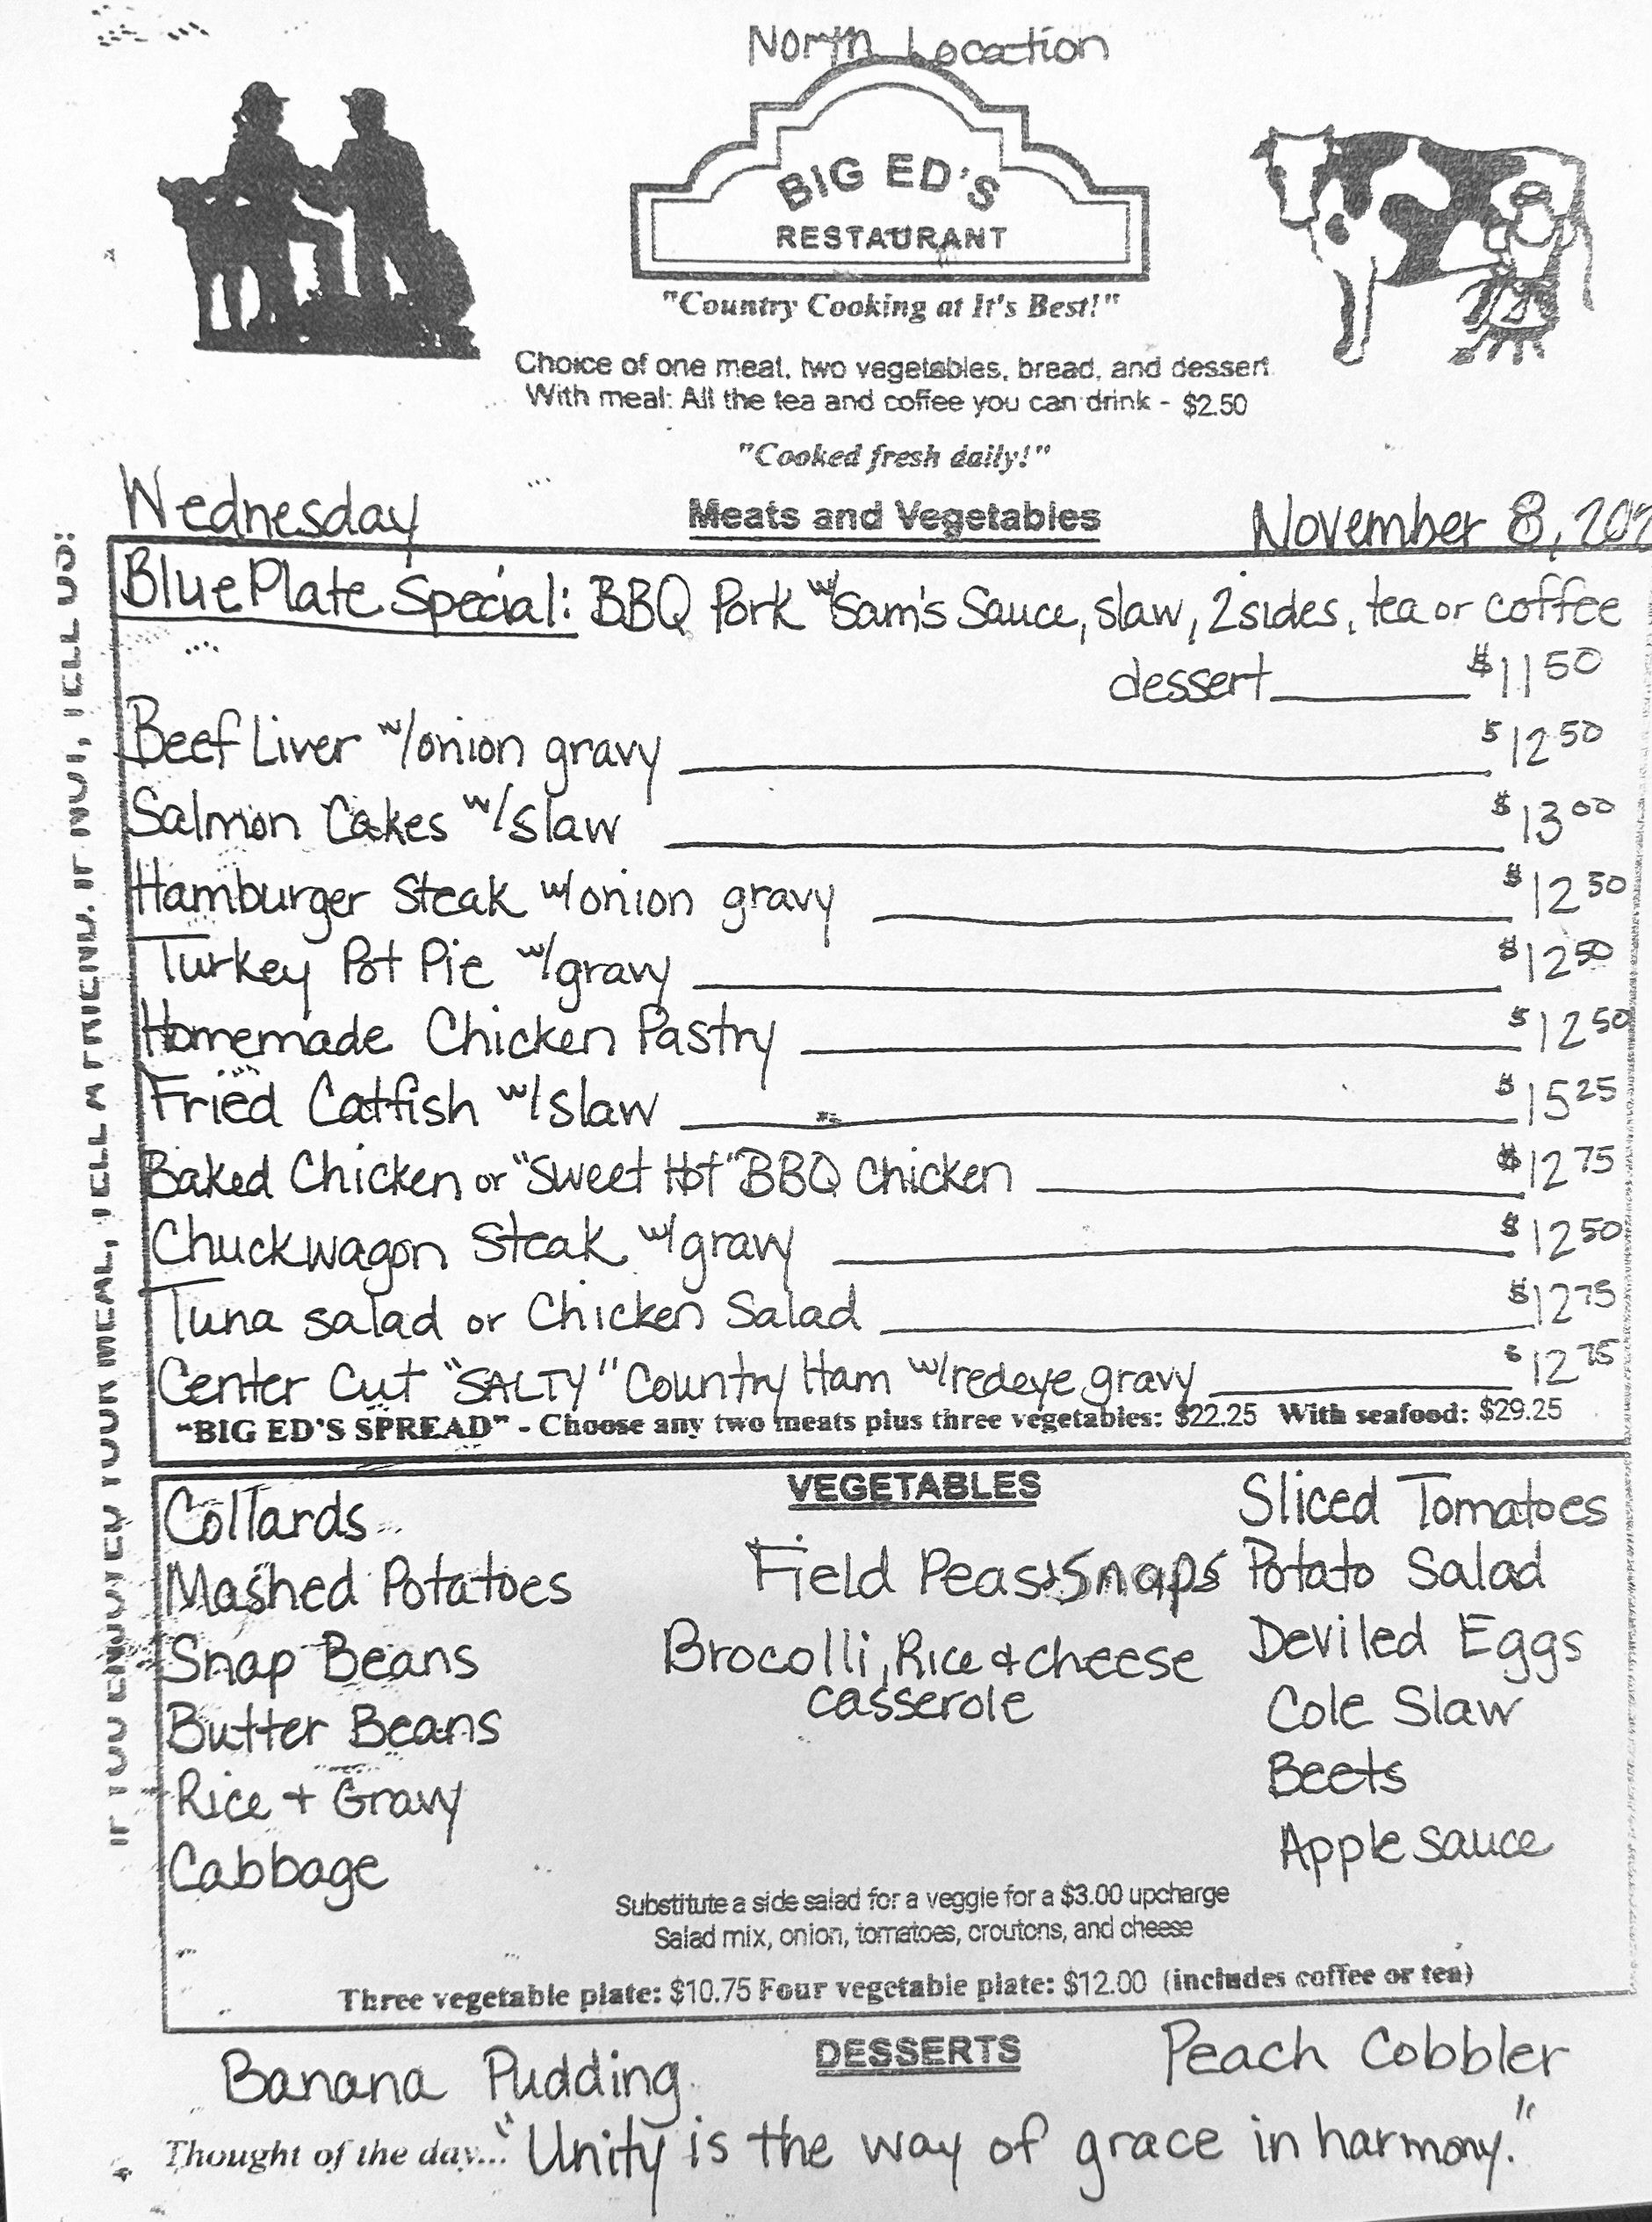 North Location
BIG ED'S
RESTAURANT
"Country Cooking at It's Best!"
Choice of one meat, two vegetables, bread, and dessert
With meal: All the tea and coffee you can drink - $2.50
"Cooked fresh daily!"
Wednesday Meats and Vegetables November 8, 202
Blue Plate Special: BBQ Pork w/Sam's Sauce, slaw, 2 sides, tea or coffee
dessert $11 50
Beef Liver w/onion gravy $12 50
Salmon Cakes w/slaw $13 00
Hamburger Steak w/onion gravy $12 50
Turkey Pot Pie w/gravy $12 50
Homemade Chicken Pastry $12 50
Fried Catfish w/slaw $15 25
Baked Chicken or "Sweet Hot" BBQ Chicken $12 75
Chuckwagon Steak w/gravy $12 50
Tuna salad or Chicken Salad $12 75
Center Cut "SALTY" Country Ham w/redeye gravy $12 75
"BIG ED'S SPREAD" - Choose any two meats plus three vegetables: $22.25 With seafood: $29.25
VEGETABLES
Collards
Mashed Potatoes
Snap Beans
Butter Beans
Rice + Gravy
Cabbage
Field Peas+Snaps
Brocolli, Rice & cheese
casserole
Sliced Tomatoes
Potato Salad
Deviled Eggs
Cole Slaw
Beets
Apple sauce
Substitute a side salad for a veggie for a $3.00 upcharge
Salad mix, onion, tomatoes, croutons, and cheese
Three vegetable plate: $10.75 Four vegetable plate: $12.00 (includes coffee or tea)
DESSERTS
Banana Pudding
Peach Cobbler
Thought of the day... "Unity is the way of grace in harmony."
IF YOU ENJOYED YOUR MEAL, TELL A FRIEND. IF NOT, TELL US!